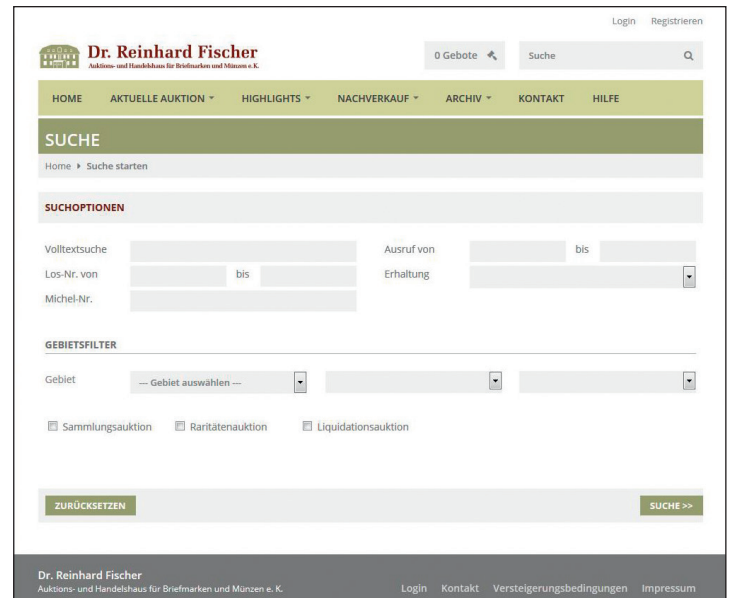 Login Registrieren
Dr. Reinhard Fischer
Auktions- und Handelshaus für Briefmarken und Münzen e. K.
0 Gebote Suche
HOME AKTUELLE AUKTION HIGHLIGHTS NACHVERKAUF ARCHIV KONTAKT HILFE
SUCHE
Home Suche starten
SUCHOPTIONEN
Volltextsuche Ausruf von bis
Los-Nr. von bis Erhaltung
Michel-Nr.
GEBIETSFILTER
Gebiet --- Gebiet auswählen ---
Sammlungsauktion Raritätenauktion Liquidationsauktion
ZURÜCKSETZEN SUCHE >>
Dr. Reinhard Fischer
Auktions- und Handelshaus für Briefmarken und Münzen e. K. Login Kontakt Versteigerungsbedingungen Impressum